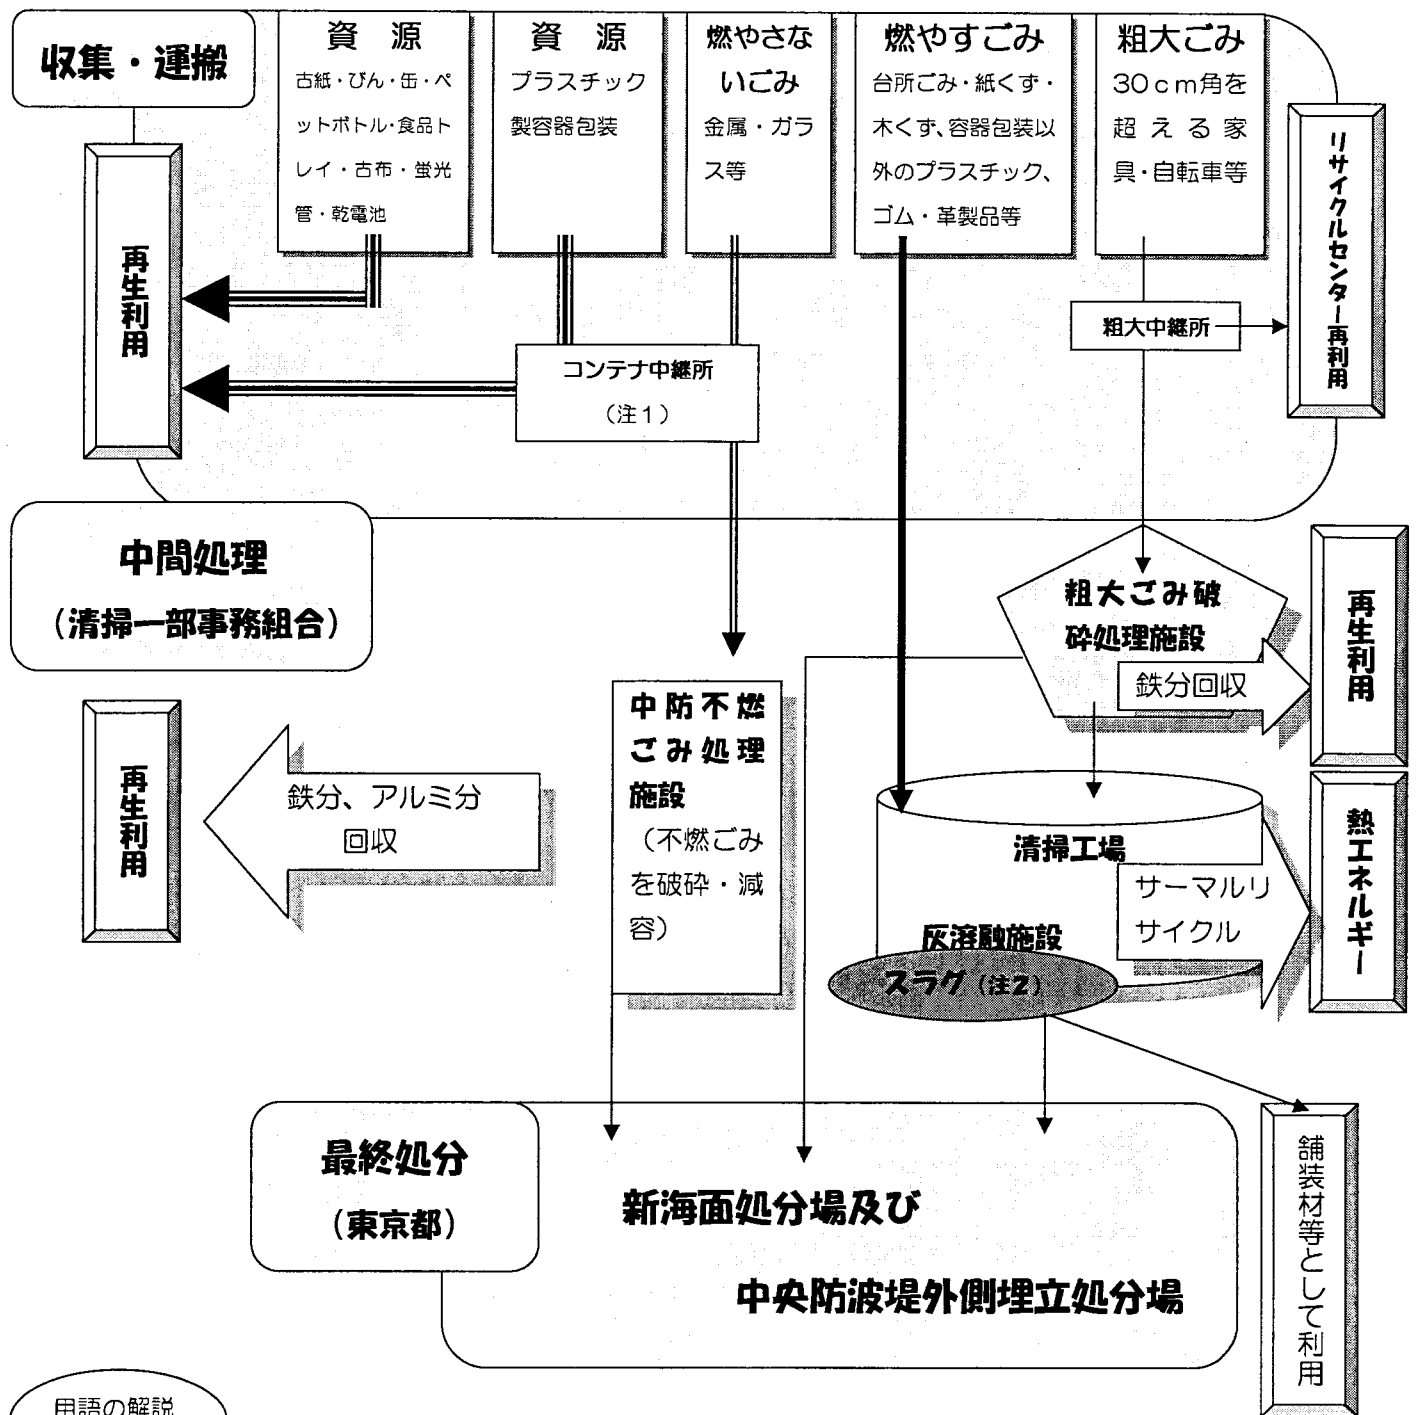 収集・運搬
資 源
古紙・びん・缶・ペ
ットボトル・食品ト
レイ・古布・蛍光
管・乾電池
資 源
プラスチック
製容器包装
燃やさな
いごみ
金属・ガラ
ス等
燃やすごみ
台所ごみ・紙くず・
木くず、容器包装以
外のプラスチック、
ゴム・革製品等
粗大ごみ
30cm角を
超える家
具・自転車等
再生利用
リサイクルセンター再利用
粗大中継所
コンテナ中継所
（注1）
中間処理
（清掃一部事務組合）
粗大ごみ破
砕処理施設
鉄分回収
再生利用
中防不燃
ごみ処理
施設
（不燃ごみ
を破砕・減
容）
再生利用
鉄分、アルミ分
回収
清掃工場
サーマルリ
サイクル
熱エネルギー
灰溶融施設
スラグ（注2）
最終処分
（東京都）
新海面処分場及び
中央防波堤外側埋立処分場
舗装材等として利用
用語の解説